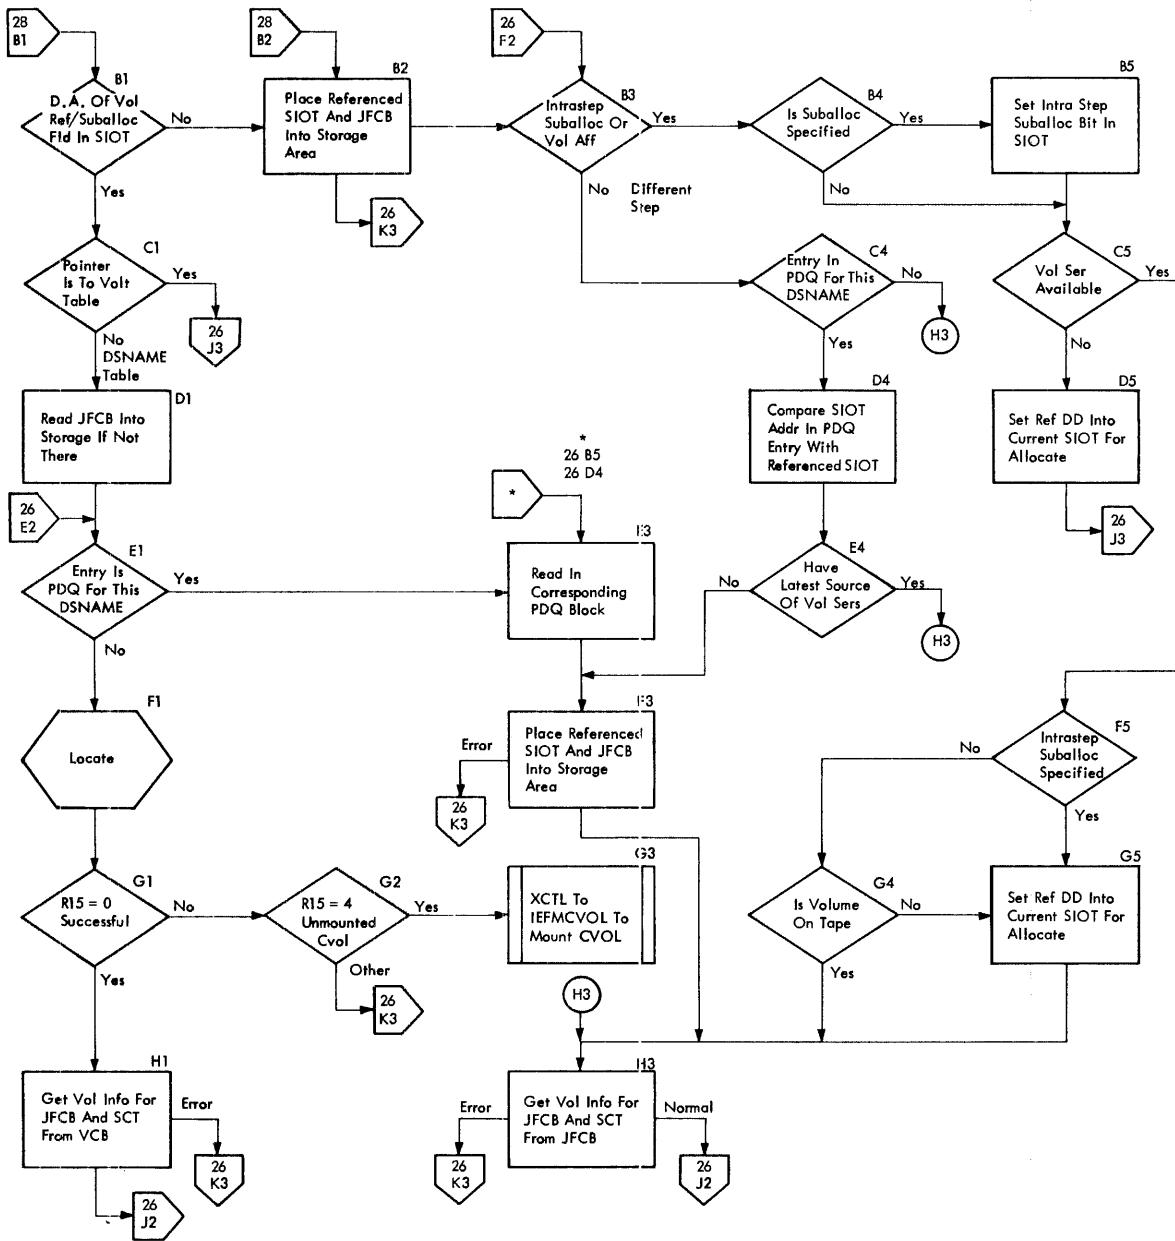 28
B1
28
B2
26
F2
B1
D.A. Of Vol
Ref/Suballoc
Fld In SIOT
No
Yes
B2
Place Referenced
SIOT And JFCB
Into Storage
Area
26
K3
B3
Intrastep
Suballoc Or
Vol Aff
Yes
No Different
Step
B4
Is Suballoc
Specified
Yes
No
B5
Set Intra Step
Suballoc Bit In
SIOT
C1
Pointer
Is To Volt
Table
Yes
26
J3
No
DSNAME
Table
C4
Entry In
PDQ For This
DSNAME
No
H3
Yes
C5
Vol Ser
Available
Yes
No
D1
Read JFCB Into
Storage If Not
There
D4
Compare SIOT
Addr In PDQ
Entry With
Referenced SIOT
D5
Set Ref DD Into
Current SIOT For
Allocate
26
J3
*
26 B5
26 D4
*
26
E2
E1
Entry Is
PDQ For This
DSNAME
Yes
No
E3
Read In
Corresponding
PDQ Block
E4
Have
Latest Source
Of Vol Sers
No
Yes
H3
F1
Locate
F3
Place Referenced
SIOT And JFCB
Into Storage
Area
Error
26
K3
F5
Intrastep
Suballoc
Specified
No
Yes
G1
R15 = 0
Successful
No
Yes
G2
R15 = 4
Unmounted
Cvol
Yes
Other
26
K3
G3
XCTL To
IEFMCVOL To
Mount CVOL
G4
Is Volume
On Tape
No
Yes
G5
Set Ref DD Into
Current SIOT For
Allocate
H3
H1
Get Vol Info For
JFCB And SCT
From VCB
Error
26
K3
26
J2
H3
Get Vol Info For
JFCB And SCT
From JFCB
Error
26
K3
Normal
26
J2